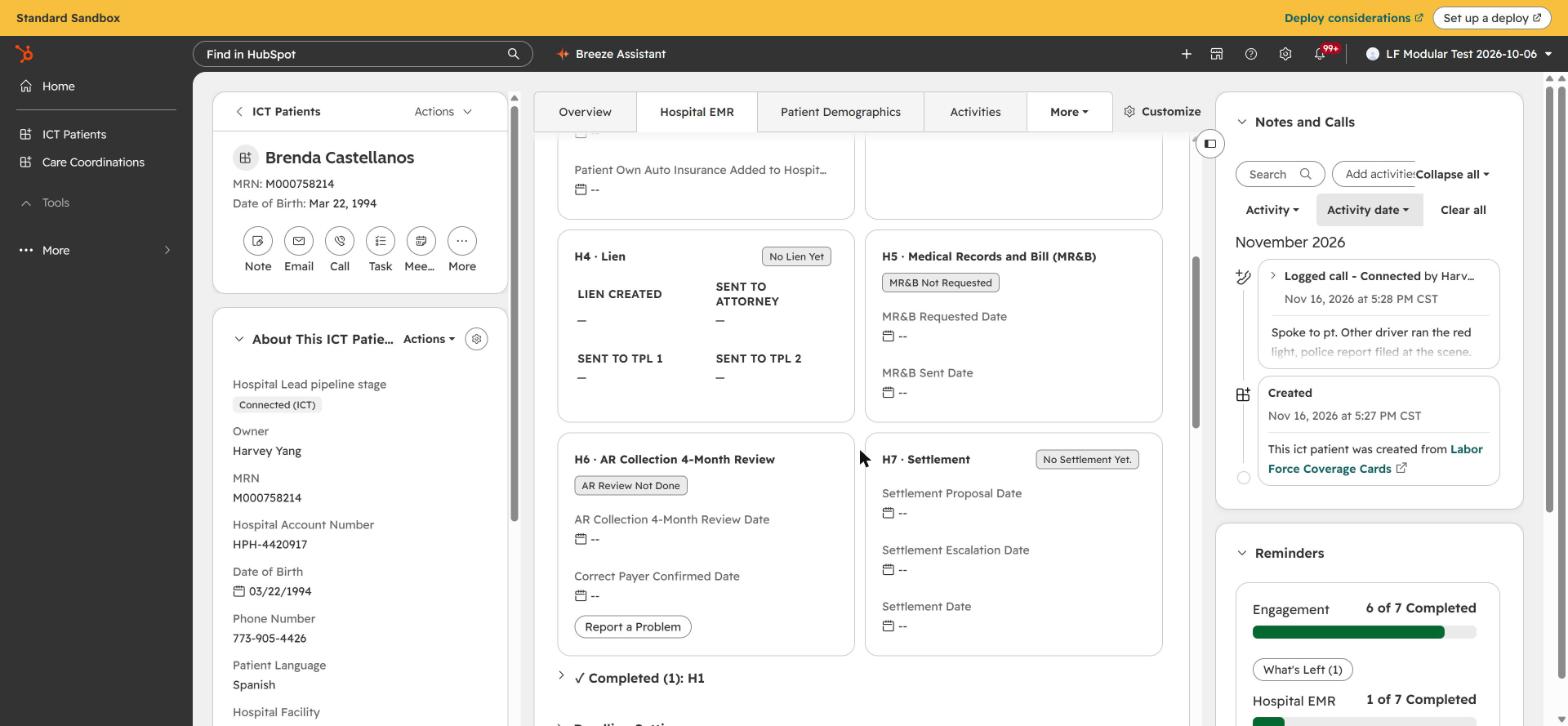 Standard Sandbox
Deploy considerations
Set up a deploy
Find in HubSpot
Breeze Assistant
99+
LF Modular Test 2026-10-06
Home
ICT Patients
Care Coordinations
Tools
More
ICT Patients
Actions
Brenda Castellanos
MRN: M000758214
Date of Birth: Mar 22, 1994
Note
Email
Call
Task
Mee...
More
About This ICT Patie...
Actions
Hospital Lead pipeline stage
Connected (ICT)
Owner
Harvey Yang
MRN
M000758214
Hospital Account Number
HPH-4420917
Date of Birth
03/22/1994
Phone Number
773-905-4426
Patient Language
Spanish
Hospital Facility
Overview
Hospital EMR
Patient Demographics
Activities
More
Customize
--
Patient Own Auto Insurance Added to Hospit...
--
H4 · Lien
No Lien Yet
LIEN CREATED
—
SENT TO
ATTORNEY
—
SENT TO TPL 1
—
SENT TO TPL 2
—
H5 · Medical Records and Bill (MR&B)
MR&B Not Requested
MR&B Requested Date
--
MR&B Sent Date
--
H6 · AR Collection 4-Month Review
AR Review Not Done
AR Collection 4-Month Review Date
--
Correct Payer Confirmed Date
--
Report a Problem
H7 · Settlement
No Settlement Yet.
Settlement Proposal Date
--
Settlement Escalation Date
--
Settlement Date
--
✓ Completed (1): H1
Notes and Calls
Search
Add activities
Collapse all
Activity
Activity date
Clear all
November 2026
Logged call - Connected by Harv...
Nov 16, 2026 at 5:28 PM CST
Spoke to pt. Other driver ran the red
light, police report filed at the scene.
Created
Nov 16, 2026 at 5:27 PM CST
This ict patient was created from Labor
Force Coverage Cards
Reminders
Engagement
6 of 7 Completed
What's Left (1)
Hospital EMR
1 of 7 Completed